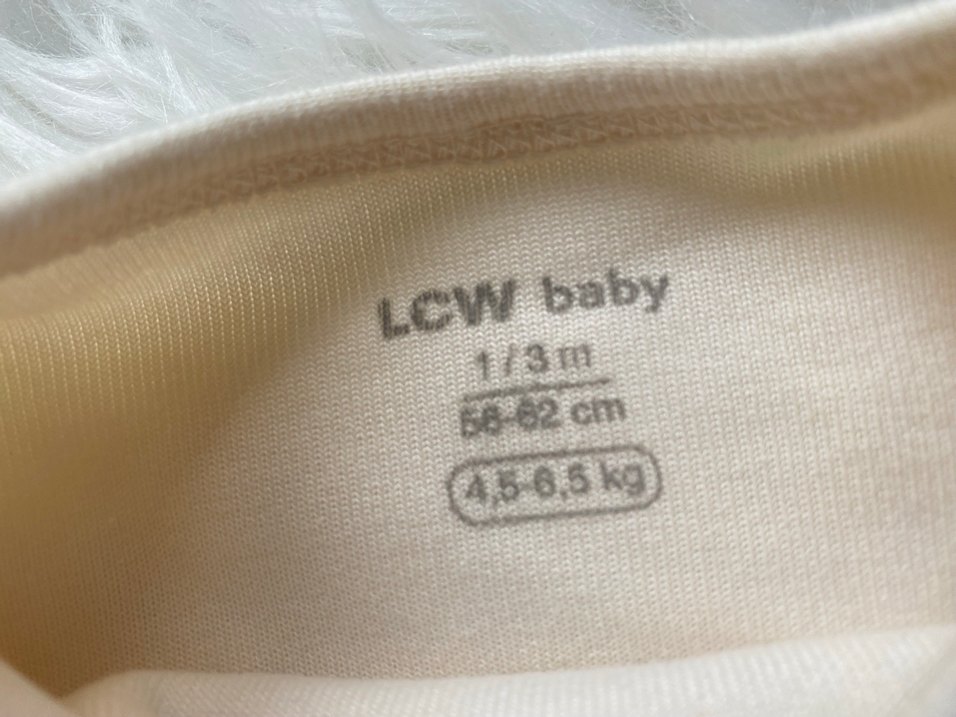 LCW baby
1/3 m
56-62 cm
4,5-6,5 kg